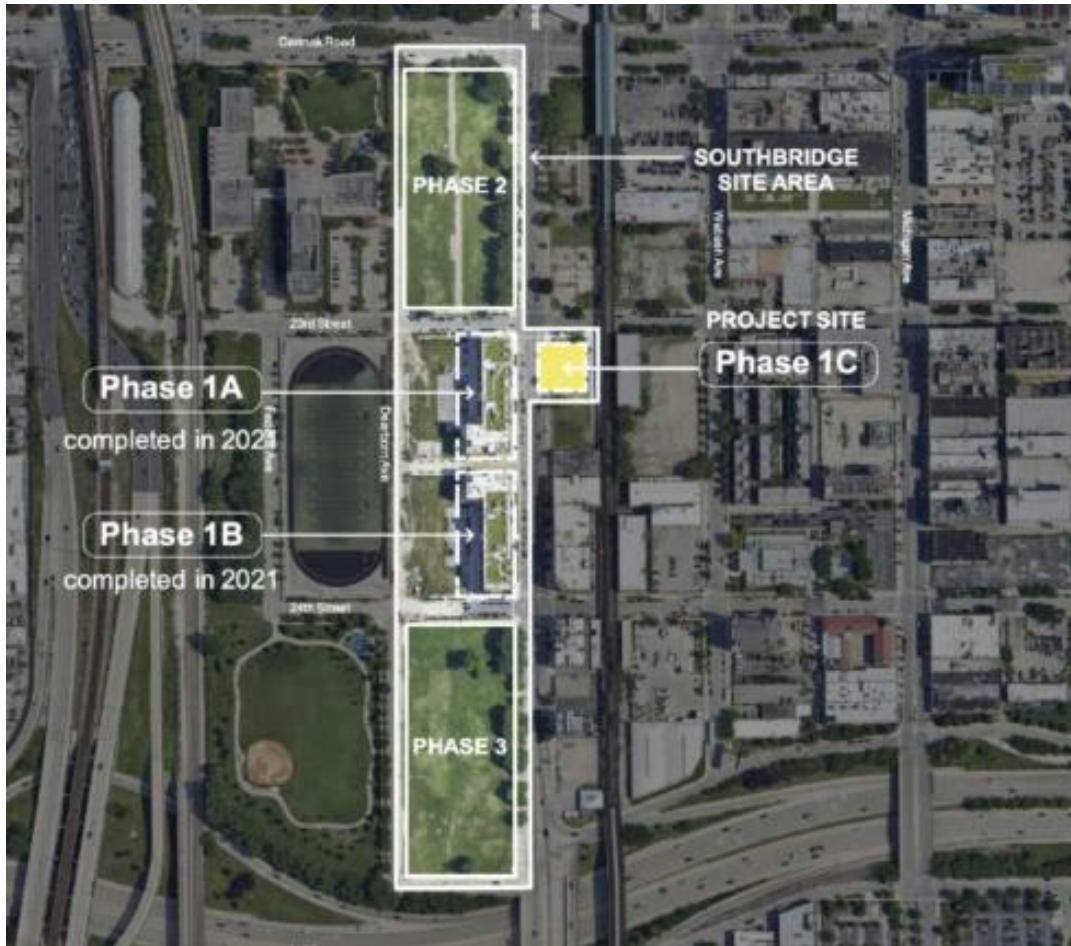 Cermak Road
PHASE 2
SOUTHBRIDGE
SITE AREA
Wabash Ave
Michigan Ave
23rd Street
PROJECT SITE
Phase 1C
Phase 1A
completed in 2021
Federal Ave
Dearborn Ave
Phase 1B
completed in 2021
24th Street
PHASE 3